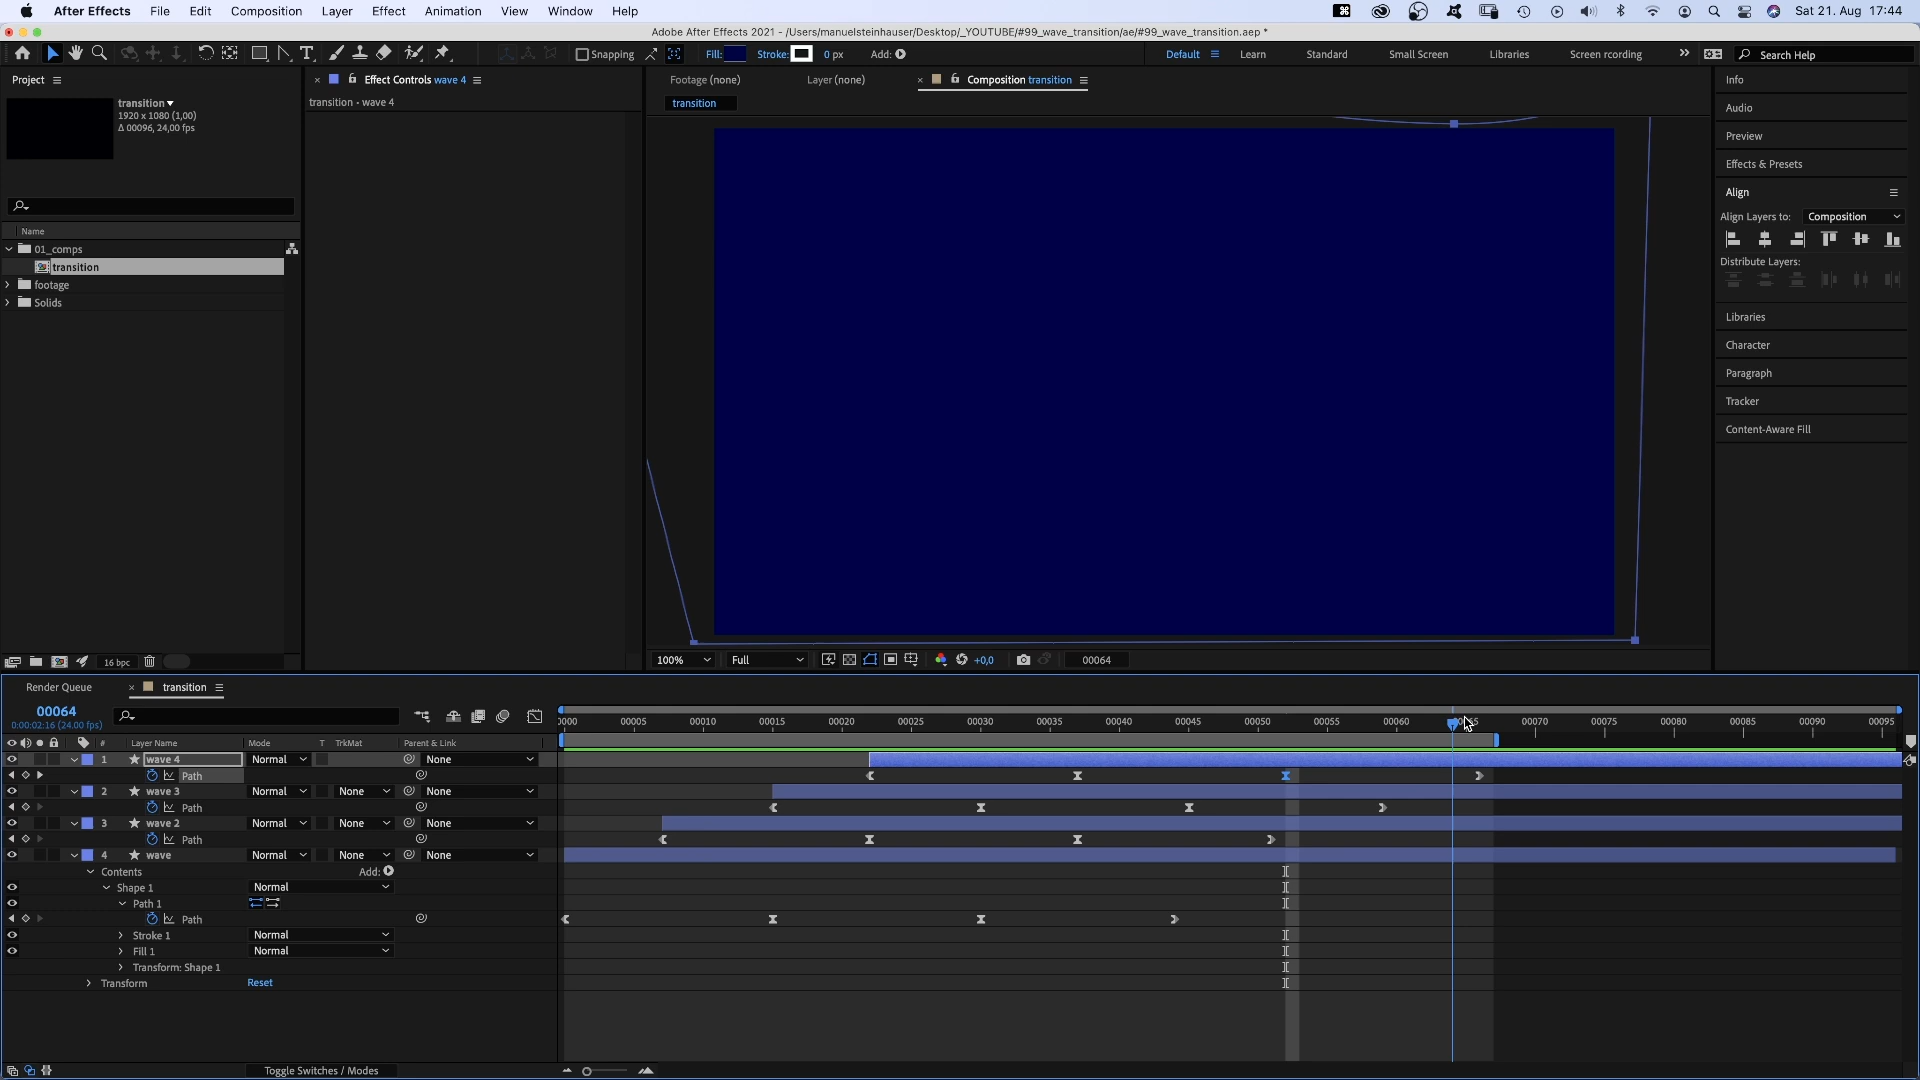 After Effects File Edit Composition Layer Effect Animation View Window Help Sat 21. Aug 17:44
Adobe After Effects 2021 - /Users/manuelsteinhauser/Desktop/_YOUTUBE/#99_wave_transition/ae/#99_wave_transition.aep *
Snapping Fill: Stroke: 0 px Add: Default Learn Standard Small Screen Libraries Screen rcording Search Help
Project Effect Controls wave 4 Footage (none) Layer (none) Composition transition Info
transition
1920 x 1080 (1,00)
Δ 00096, 24,00 fps
transition • wave 4
transition
Audio
Preview
Effects & Presets
Align
Align Layers to: Composition
Distribute Layers:
Libraries
Character
Paragraph
Tracker
Content-Aware Fill
Name
01_comps
transition
footage
Solids
16 bpc
100% Full +0,0 00064
Render Queue transition
00064
0:00:02:16 (24.00 fps)
0000 00005 00010 00015 00020 00025 00030 00035 00040 00045 00050 00055 00060 00070 00075 00080 00085 00090 00095
# Layer Name Mode T TrkMat Parent & Link
1 wave 4 Normal None
Path
2 wave 3 Normal None None
Path
3 wave 2 Normal None None
Path
4 wave Normal None None
Contents Add:
Shape 1 Normal
Path 1
Path
Stroke 1 Normal
Fill 1 Normal
Transform: Shape 1
Transform Reset
Toggle Switches / Modes